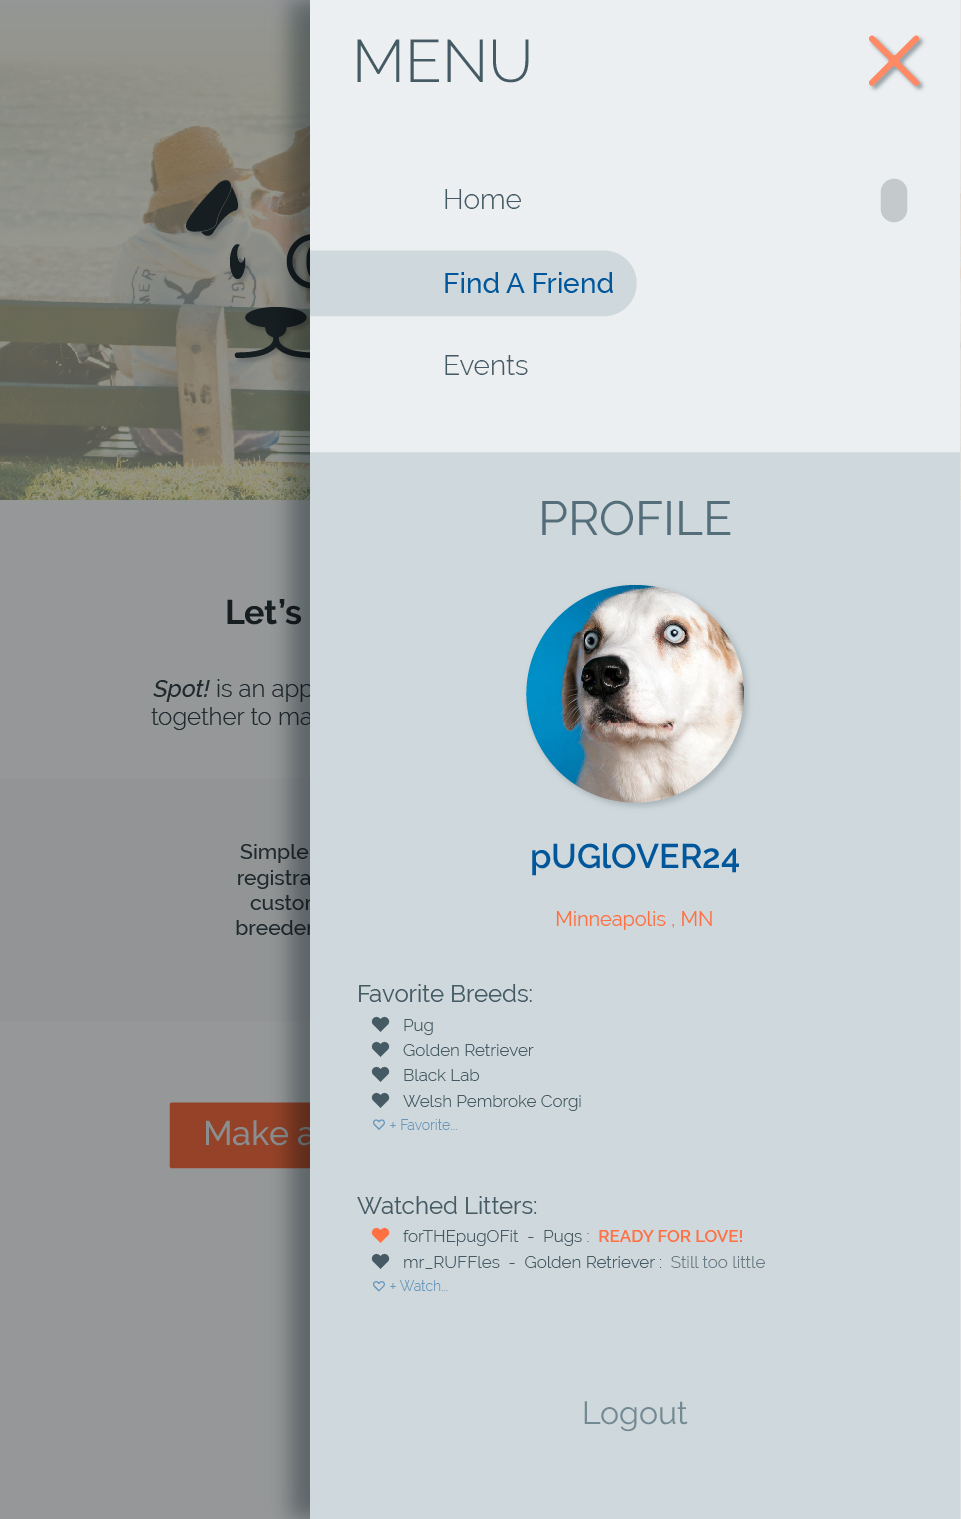 MENU
Home
Find A Friend
Events
PROFILE
pUGlOVER24
Minneapolis , MN
Favorite Breeds:
Pug
Golden Retriever
Black Lab
Welsh Pembroke Corgi
+ Favorite...
Watched Litters:
forTHEpugOFit - Pugs : READY FOR LOVE!
mr_RUFFles - Golden Retriever : Still too little
+ Watch...
Logout
56
Let's
Spot! is an app
together to ma
Simple
registra
custor
breeder
Make a